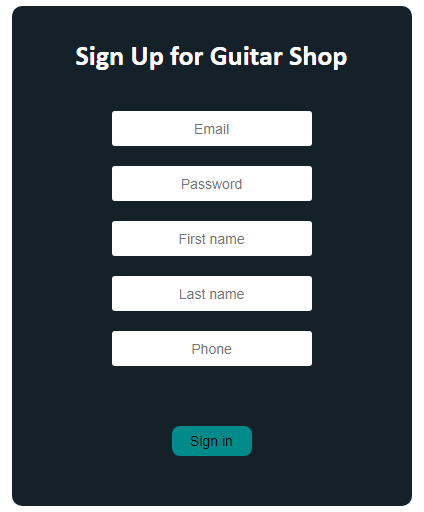 Sign Up for Guitar Shop
Email
Password
First name
Last name
Phone
Sign in